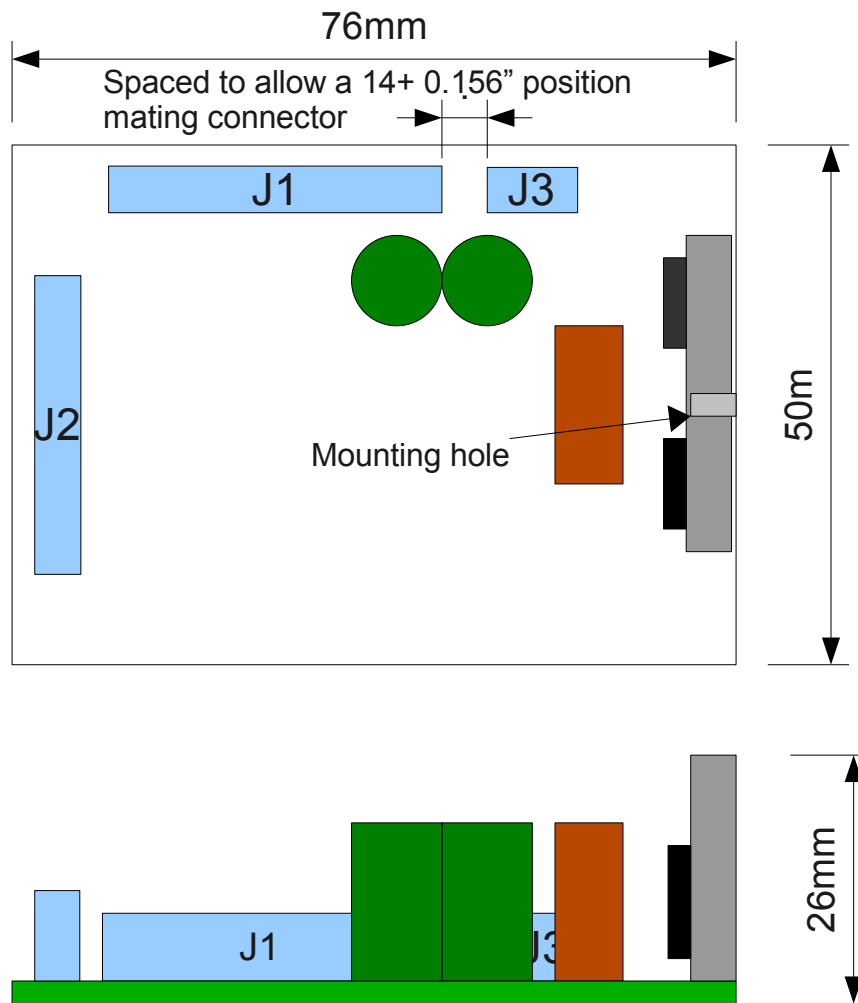 76mm
Spaced to allow a 14+ 0.156” position
mating connector
J1
J3
J2
Mounting hole
50m
J1
J3
26mm